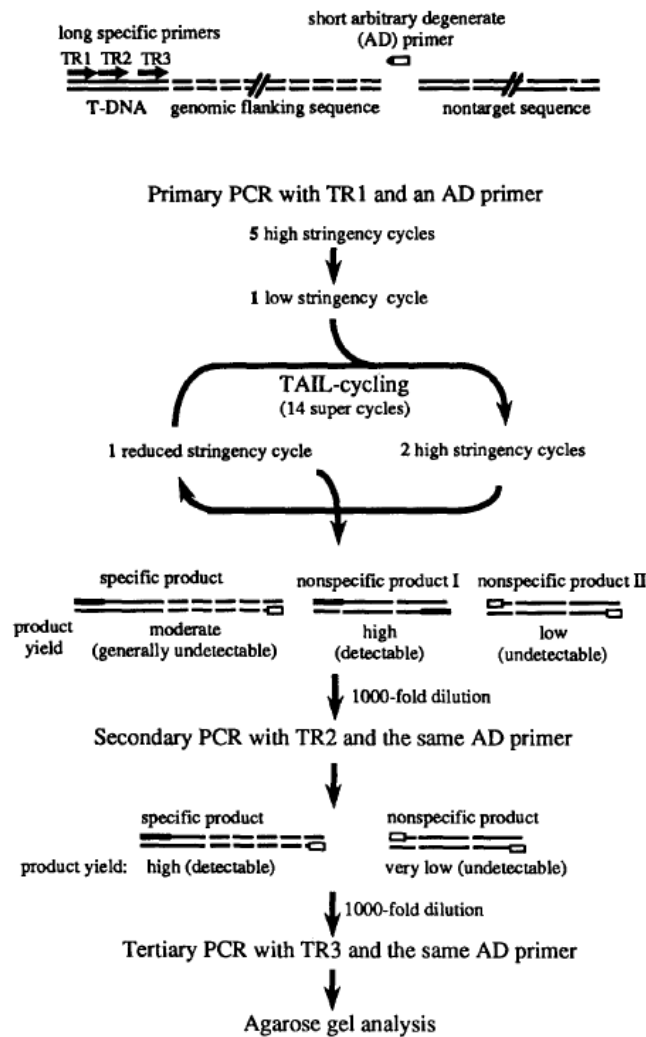 long specific primers
short arbitrary degenerate
(AD) primer
TR1 TR2 TR3
T-DNA genomic flanking sequence nontarget sequence
Primary PCR with TR1 and an AD primer
5 high stringency cycles
1 low stringency cycle
TAIL-cycling
(14 super cycles)
1 reduced stringency cycle 2 high stringency cycles
specific product nonspecific product I nonspecific product II
product yield moderate (generally undetectable) high (detectable) low (undetectable)
1000-fold dilution
Secondary PCR with TR2 and the same AD primer
specific product nonspecific product
product yield: high (detectable) very low (undetectable)
1000-fold dilution
Tertiary PCR with TR3 and the same AD primer
Agarose gel analysis